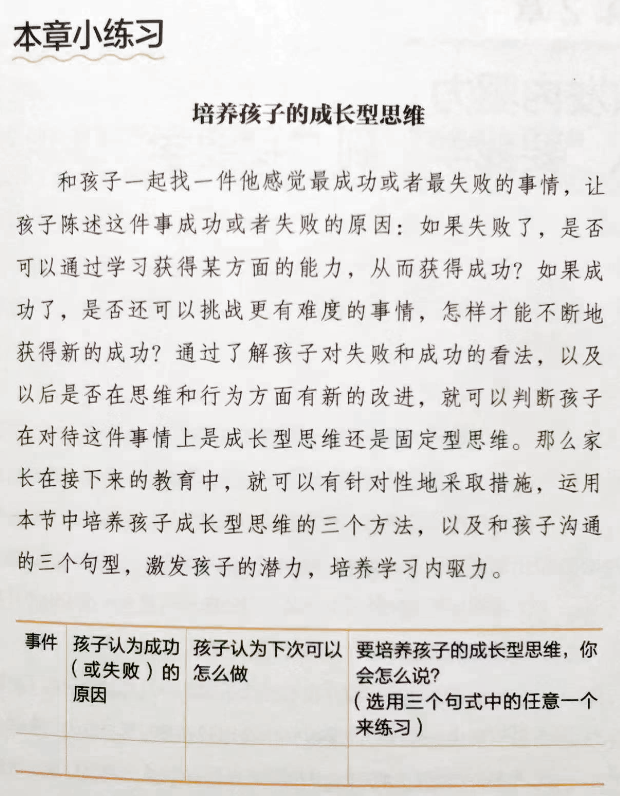 本章小练习
培养孩子的成长型思维
和孩子一起找一件他感觉最成功或者最失败的事情，让
孩子陈述这件事成功或者失败的原因：如果失败了，是否
可以通过学习获得某方面的能力，从而获得成功？如果成
功了，是否还可以挑战更有难度的事情，怎样才能不断地
获得新的成功？通过了解孩子对失败和成功的看法，以及
以后是否在思维和行为方面有新的改进，就可以判断孩子
在对待这件事情上是成长型思维还是固定型思维。那么家
长在接下来的教育中，就可以有针对性地采取措施，运用
本节中培养孩子成长型思维的三个方法，以及和孩子沟通
的三个句型，激发孩子的潜力，培养学习内驱力。
事件
孩子认为成功
（或失败）的
原因
孩子认为下次可以
怎么做
要培养孩子的成长型思维，你
会怎么说？
（选用三个句式中的任意一个
来练习）